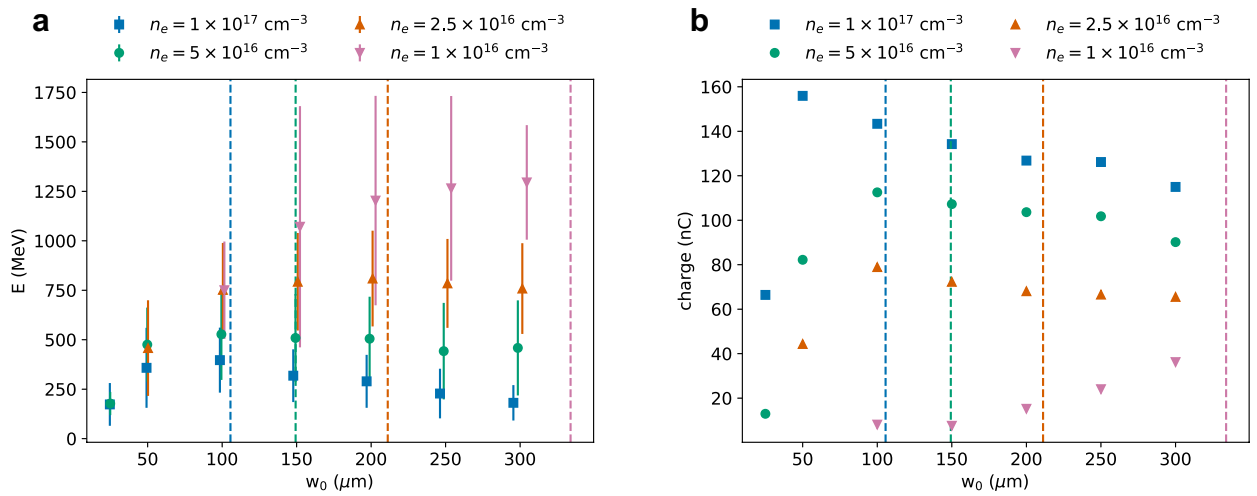 a
n_e = 1 × 10^17 cm^−3
n_e = 2.5 × 10^16 cm^−3
n_e = 5 × 10^16 cm^−3
n_e = 1 × 10^16 cm^−3
1750
1500
1250
1000
750
500
250
0
E (MeV)
50 100 150 200 250 300
w_0 (μm)
b
n_e = 1 × 10^17 cm^−3
n_e = 2.5 × 10^16 cm^−3
n_e = 5 × 10^16 cm^−3
n_e = 1 × 10^16 cm^−3
160
140
120
100
80
60
40
20
charge (nC)
50 100 150 200 250 300
w_0 (μm)